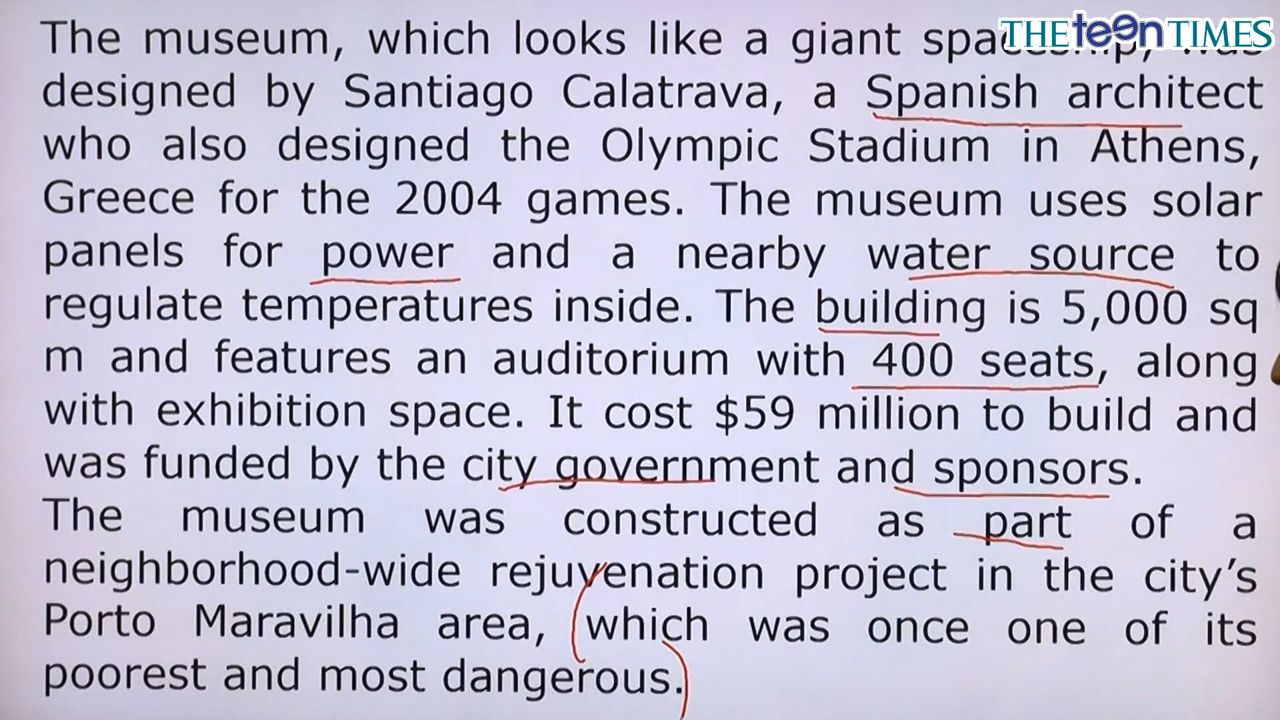 THE teen TIMES
The museum, which looks like a giant spaceship, was
designed by Santiago Calatrava, a Spanish architect
who also designed the Olympic Stadium in Athens,
Greece for the 2004 games. The museum uses solar
panels for power and a nearby water source to
regulate temperatures inside. The building is 5,000 sq
m and features an auditorium with 400 seats, along
with exhibition space. It cost $59 million to build and
was funded by the city government and sponsors.
The museum was constructed as part of a
neighborhood-wide rejuvenation project in the city's
Porto Maravilha area, which was once one of its
poorest and most dangerous.